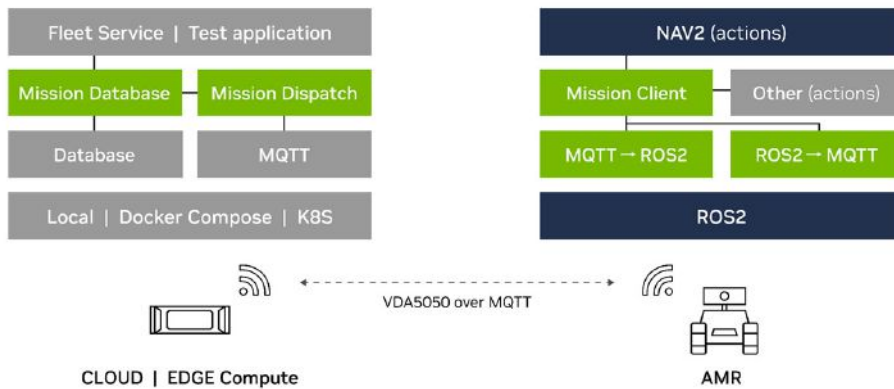 Fleet Service | Test application
NAV2 (actions)
Mission Database
Mission Dispatch
Mission Client
Other (actions)
Database
MQTT
MQTT → ROS2
ROS2 → MQTT
Local | Docker Compose | K8S
ROS2
VDA5050 over MQTT
CLOUD | EDGE Compute
AMR